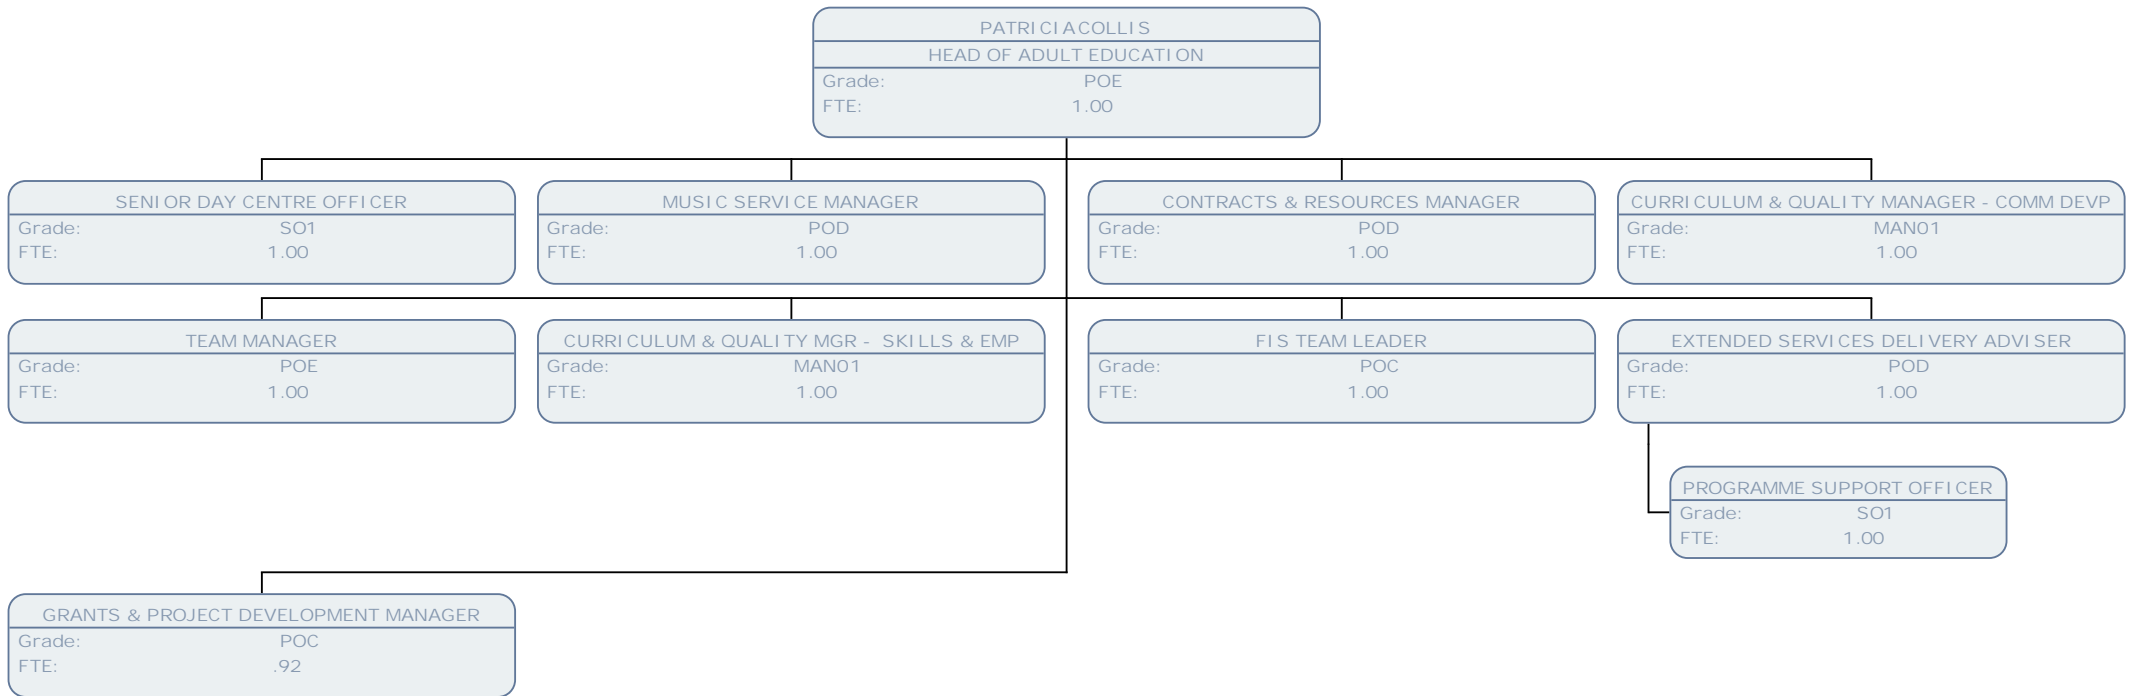 PATRICIA COLLIS
HEAD OF ADULT EDUCATION
Grade: POE
FTE: 1.00
SENIOR DAY CENTRE OFFICER
Grade: SO1
FTE: 1.00
MUSIC SERVICE MANAGER
Grade: POD
FTE: 1.00
CONTRACTS & RESOURCES MANAGER
Grade: POD
FTE: 1.00
CURRICULUM & QUALITY MANAGER - COMM DEVP
Grade: MAN01
FTE: 1.00
TEAM MANAGER
Grade: POE
FTE: 1.00
CURRICULUM & QUALITY MGR - SKILLS & EMP
Grade: MAN01
FTE: 1.00
FIS TEAM LEADER
Grade: POC
FTE: 1.00
EXTENDED SERVICES DELIVERY ADVISER
Grade: POD
FTE: 1.00
PROGRAMME SUPPORT OFFICER
Grade: SO1
FTE: 1.00
GRANTS & PROJECT DEVELOPMENT MANAGER
Grade: POC
FTE: .92